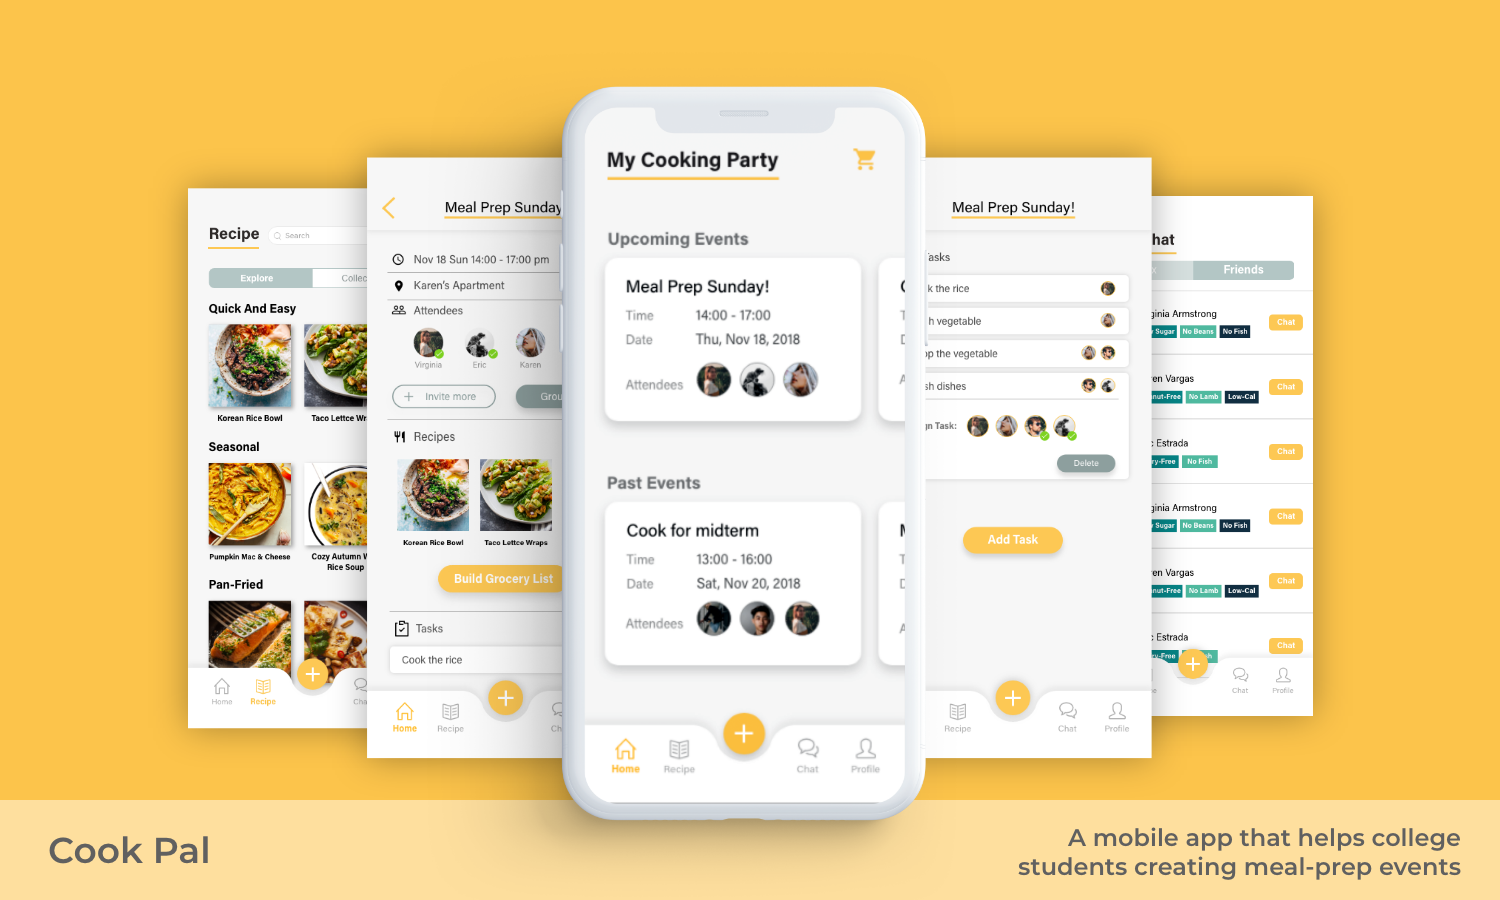 Recipe
Search
Explore
Collec
Quick And Easy
Korean Rice Bowl
Taco Lettce Wr
Seasonal
Pumpkin Mac & Cheese
Cozy Autumn W
Rice Soup
Pan-Fried
Home
Recipe
Cha
Meal Prep Sunday
Nov 18 Sun 14:00 - 17:00 pm
Karen's Apartment
Attendees
Virginia
Eric
Karen
+ Invite more
Grou
Recipes
Korean Rice Bowl
Taco Lettce Wraps
Build Grocery List
Tasks
Cook the rice
Home
Recipe
Ch
My Cooking Party
Upcoming Events
Meal Prep Sunday!
Time 14:00 - 17:00
Date Thu, Nov 18, 2018
Attendees
Past Events
Cook for midterm
Time 13:00 - 16:00
Date Sat, Nov 20, 2018
Attendees
Home
Recipe
Chat
Profile
Meal Prep Sunday!
Tasks
k the rice
h vegetable
op the vegetable
sh dishes
gn Task:
Delete
Add Task
Recipe
Chat
Profile
hat
Friends
ginia Armstrong
Chat
Sugar No Beans No Fish
ren Vargas
Chat
nut-Free No Lamb Low-Cal
c Estrada
Chat
ry-Free No Fish
ginia Armstrong
Chat
Sugar No Beans No Fish
ren Vargas
Chat
nut-Free No Lamb Low-Cal
c Estrada
Chat
ry-Free
Chat
Profile
Cook Pal
A mobile app that helps college
students creating meal-prep events